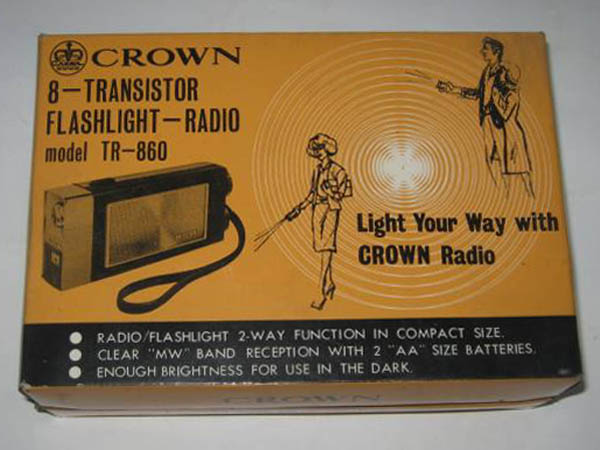 CROWN
8-TRANSISTOR
FLASHLIGHT-RADIO
model TR-860
Light Your Way with
CROWN Radio
RADIO/FLASHLIGHT 2-WAY FUNCTION IN COMPACT SIZE.
CLEAR "MW" BAND RECEPTION WITH 2 "AA" SIZE BATTERIES.
ENOUGH BRIGHTNESS FOR USE IN THE DARK.
CROWN